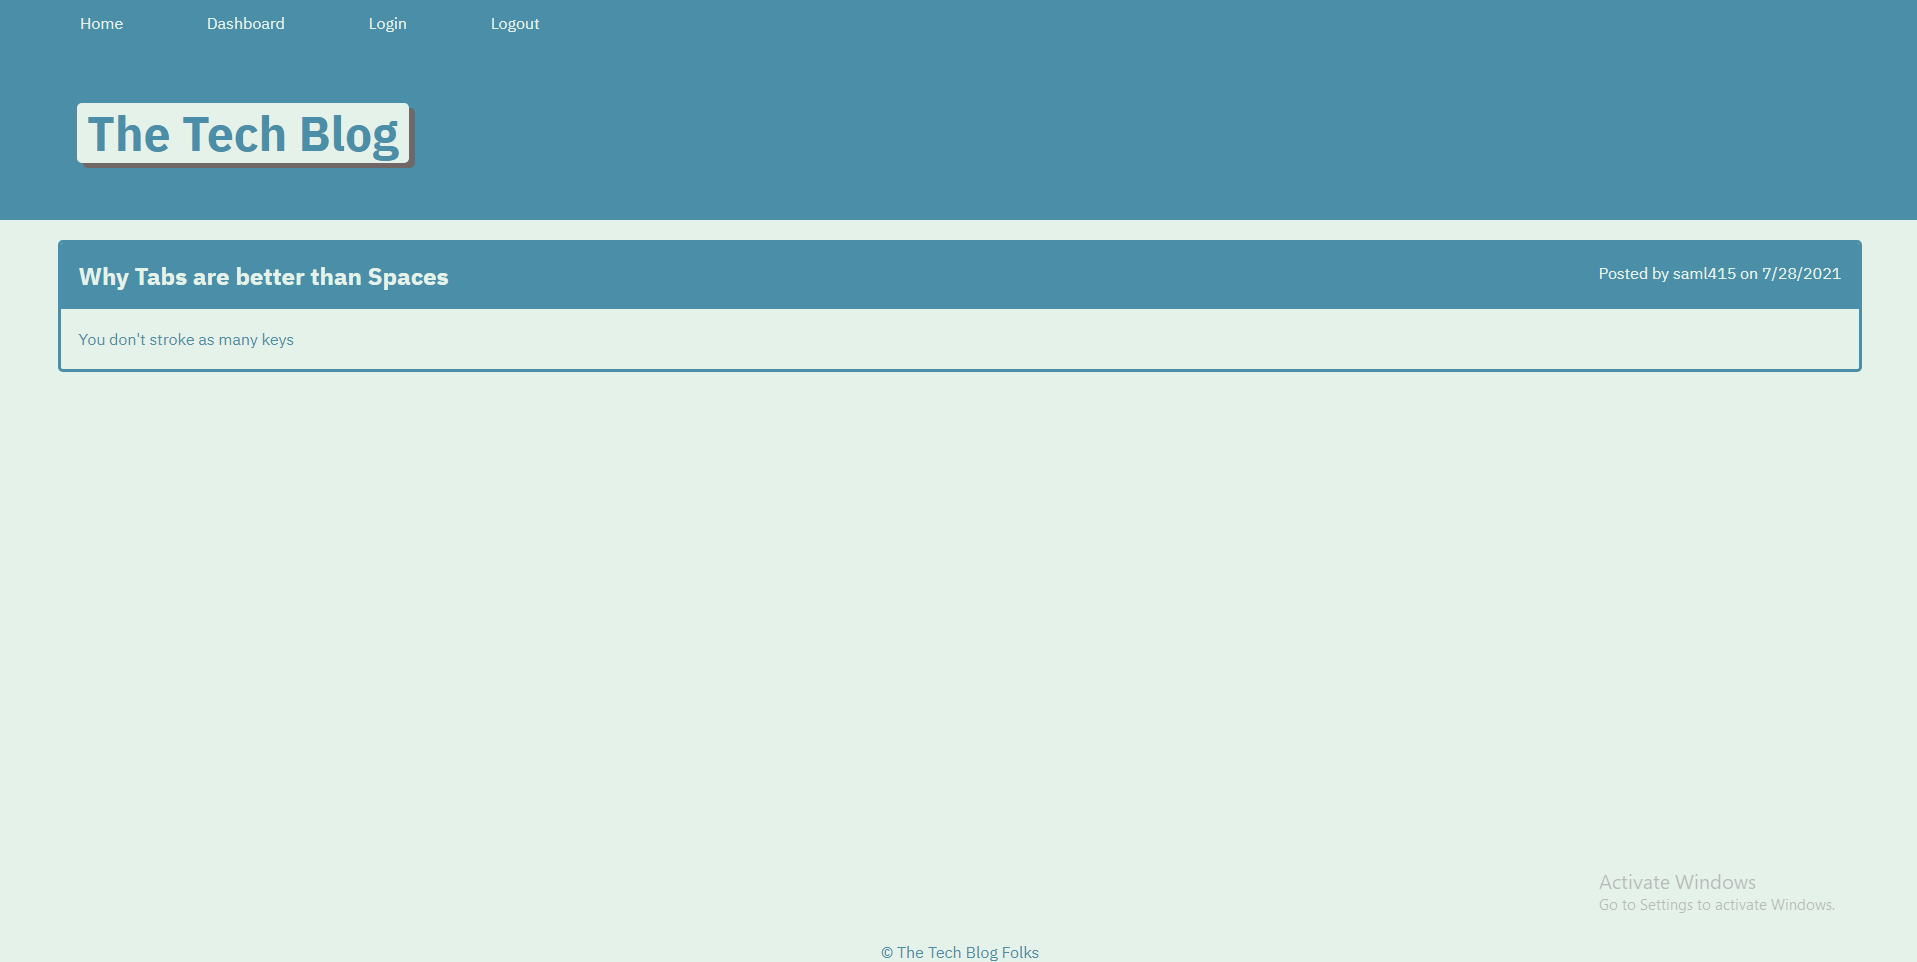 Home Dashboard Login Logout
The Tech Blog
Why Tabs are better than Spaces Posted by saml415 on 7/28/2021
You don't stroke as many keys
Activate Windows
Go to Settings to activate Windows.
© The Tech Blog Folks